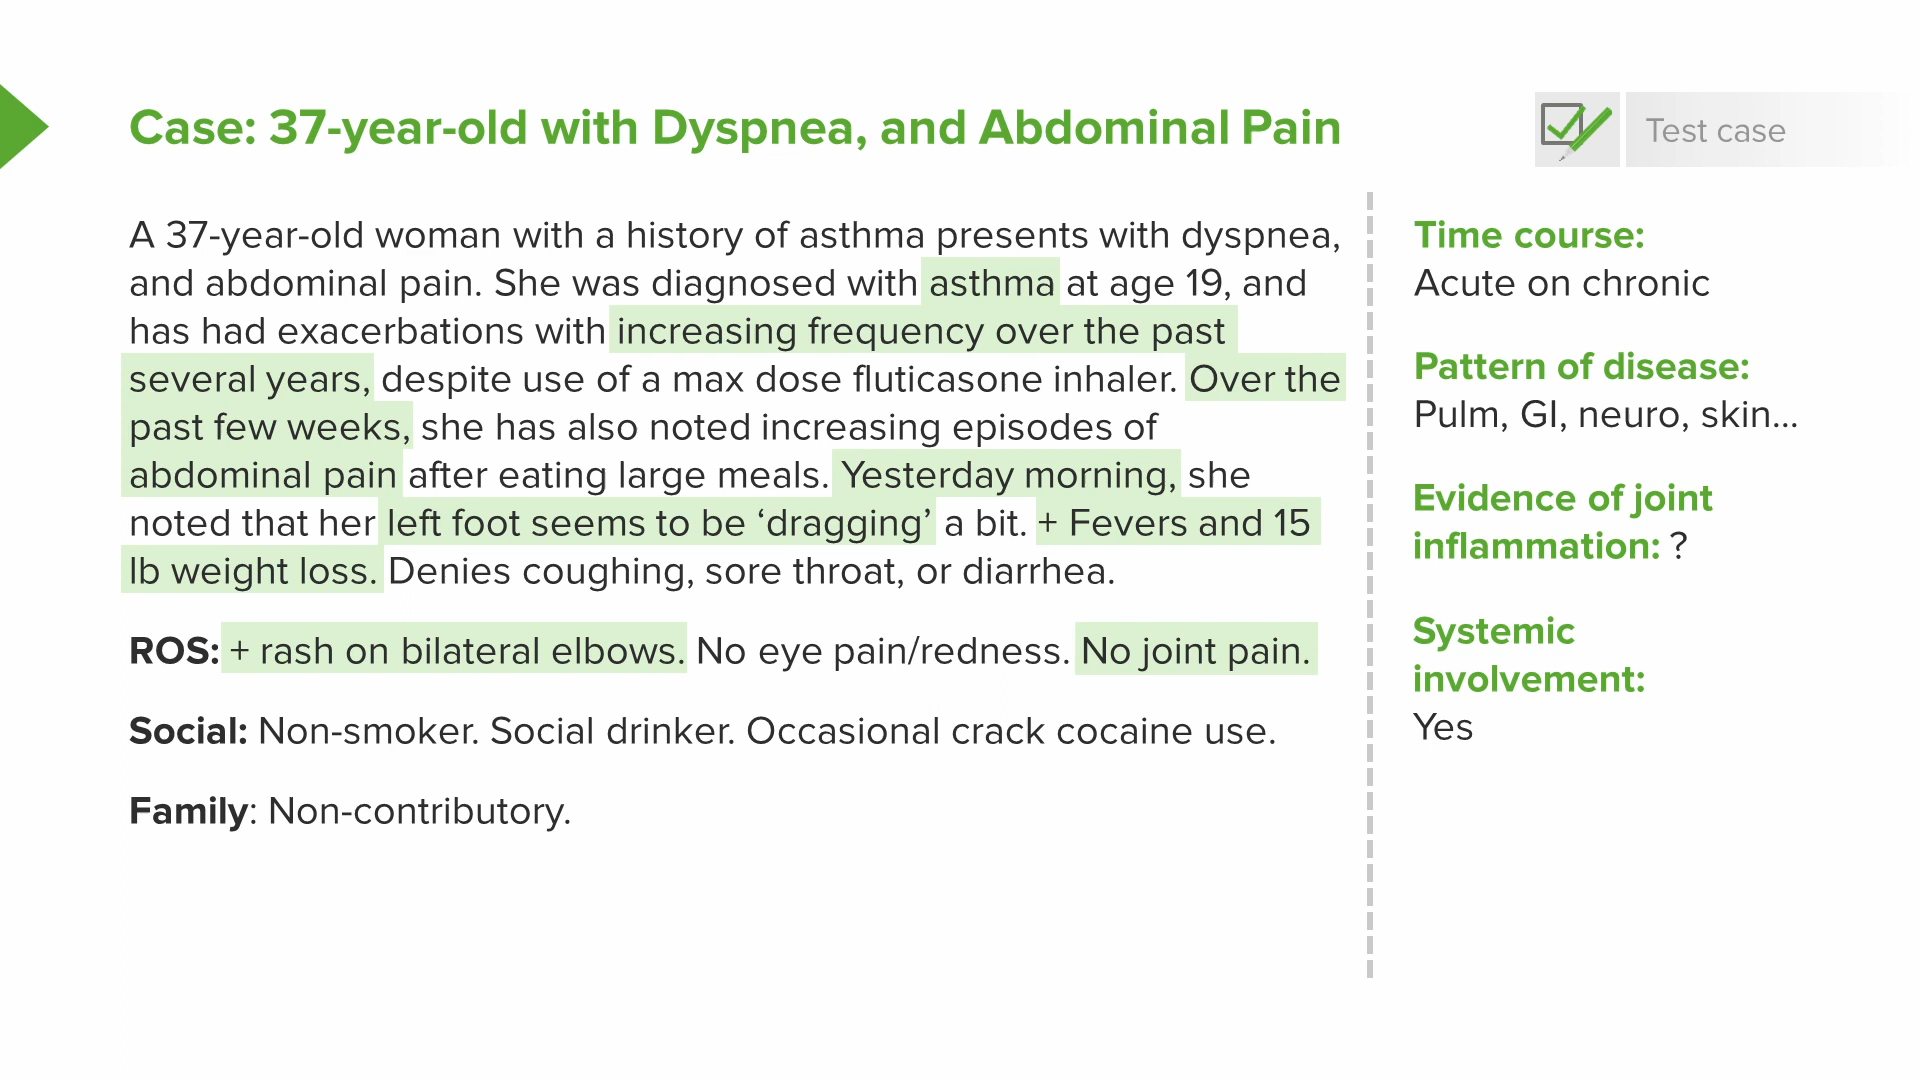 Case: 37-year-old with Dyspnea, and Abdominal Pain
Test case
A 37-year-old woman with a history of asthma presents with dyspnea,
and abdominal pain. She was diagnosed with asthma at age 19, and
has had exacerbations with increasing frequency over the past
several years, despite use of a max dose fluticasone inhaler. Over the
past few weeks, she has also noted increasing episodes of
abdominal pain after eating large meals. Yesterday morning, she
noted that her left foot seems to be ‘dragging’ a bit. + Fevers and 15
lb weight loss. Denies coughing, sore throat, or diarrhea.
ROS: + rash on bilateral elbows. No eye pain/redness. No joint pain.
Social: Non-smoker. Social drinker. Occasional crack cocaine use.
Family: Non-contributory.
Time course:
Acute on chronic
Pattern of disease:
Pulm, GI, neuro, skin...
Evidence of joint
inflammation: ?
Systemic
involvement:
Yes